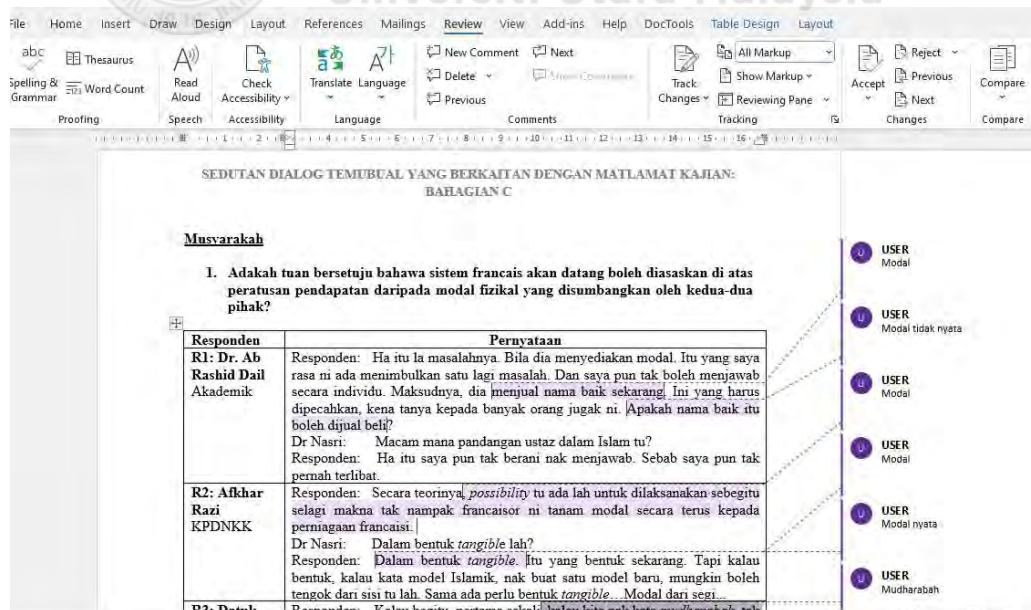 Universiti Utara Malaysia
File Home Insert Draw Design Layout References Mailings Review View Add-ins Help DocTools Table Design Layout
abc Thesaurus
Spelling & Grammar
Word Count
Proofing
Read Aloud
Speech
Check Accessibility
Accessibility
Translate Language
Language
New Comment Next
Delete
Previous
Comments
Track Changes
All Markup
Show Markup
Reviewing Pane
Tracking
Accept
Reject
Previous
Next
Changes
Compare
Compare
SEDUTAN DIALOG TEMUBUAL YANG BERKAITAN DENGAN MATLAMAT KAJIAN:
BAHAGIAN C
Musyarakah
1. Adakah tuan bersetuju bahawa sistem francais akan datang boleh diasaskan di atas
peratusan pendapatan daripada modal fizikal yang disumbangkan oleh kedua-dua
pihak?
Responden Pernyataan
R1: Dr. Ab
Rashid Dail
Akademik
Responden: Ha itu la masalahnya. Bila dia menyediakan modal. Itu yang saya
rasa ni ada menimbulkan satu lagi masalah. Dan saya pun tak boleh menjawab
secara individu. Maksudnya, dia menjual nama baik sekarang. Ini yang harus
dipecahkan, kena tanya kepada banyak orang jugak ni. Apakah nama baik itu
boleh dijual beli?
Dr Nasri: Macam mana pandangan ustaz dalam Islam tu?
Responden: Ha itu saya pun tak berani nak menjawab. Sebab saya pun tak
pernah terlibat.
R2: Afkhar
Razi
KPDNKK
Responden: Secara teorinya, possibility tu ada lah untuk dilaksanakan sebegitu
selagi makna tak nampak francaisor ni tanam modal secara terus kepada
perniagaan francaisi.
Dr Nasri: Dalam bentuk tangible lah?
Responden: Dalam bentuk tangible. Itu yang bentuk sekarang. Tapi kalau
bentuk, kalau kata model Islamik, nak buat satu model baru, mungkin boleh
tengok dari sisi tu lah. Sama ada perlu bentuk tangible…Modal dari segi...
R3: Datuk
USER
Modal
USER
Modal tidak nyata
USER
Modal
USER
Modal
USER
Modal nyata
USER
Mudharabah